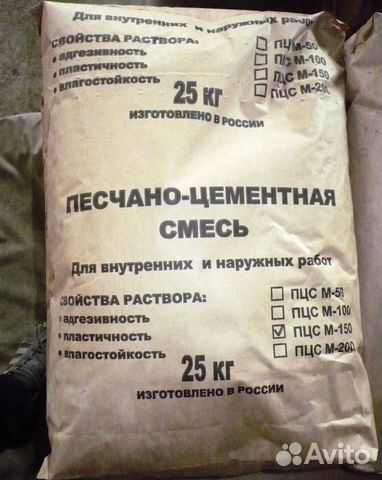 Для внутренних и наружных работ
СВОЙСТВА РАСТВОРА:
• адгезивность
• пластичность
• влагостойкость
ПЦС М-50
ПЦС М-100
ПЦС М-150
ПЦС М-200
25 кг
ИЗГОТОВЛЕНО В РОССИИ
ПЕСЧАНО-ЦЕМЕНТНАЯ
СМЕСЬ
Для внутренних и наружных работ
СВОЙСТВА РАСТВОРА:
• адгезивность
• пластичность
• влагостойкость
ПЦС М-50
ПЦС М-100
ПЦС М-150
ПЦС М-200
25 кг
ИЗГОТОВЛЕНО В РОССИИ
Avito